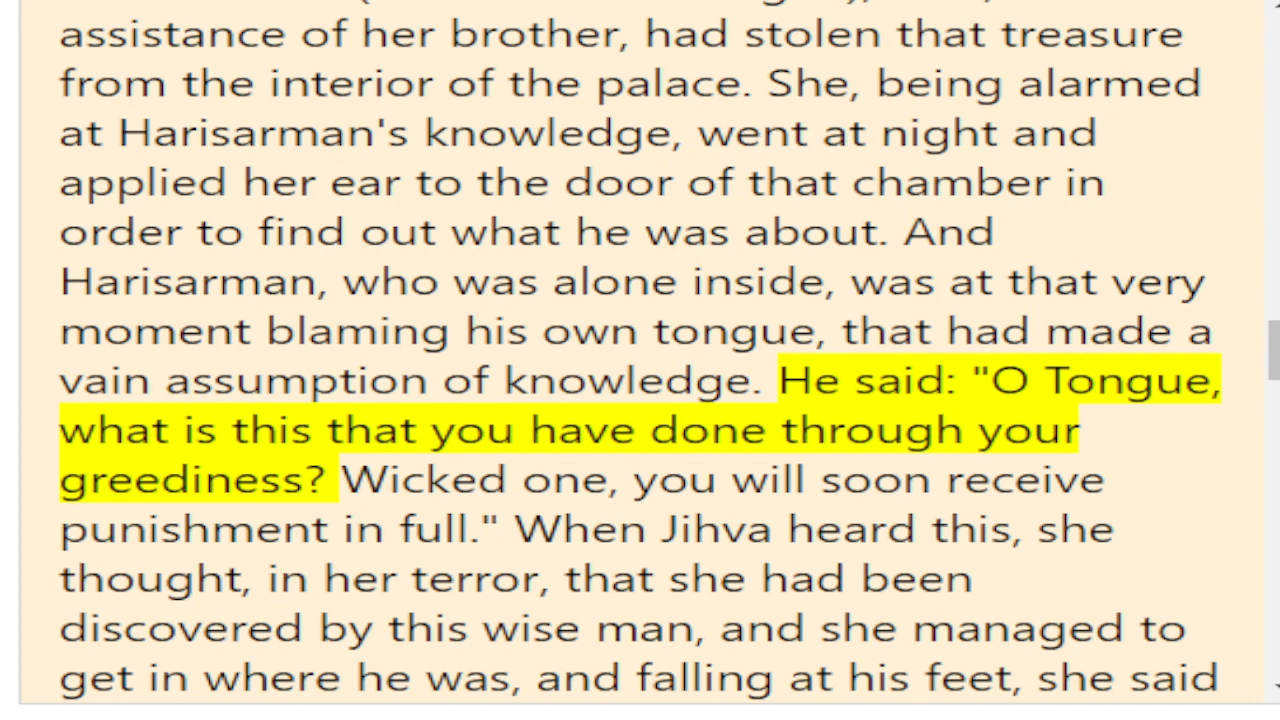 assistance of her brother, had stolen that treasure
from the interior of the palace. She, being alarmed
at Harisarman's knowledge, went at night and
applied her ear to the door of that chamber in
order to find out what he was about. And
Harisarman, who was alone inside, was at that very
moment blaming his own tongue, that had made a
vain assumption of knowledge. He said: "O Tongue,
what is this that you have done through your
greediness? Wicked one, you will soon receive
punishment in full." When Jihva heard this, she
thought, in her terror, that she had been
discovered by this wise man, and she managed to
get in where he was, and falling at his feet, she said